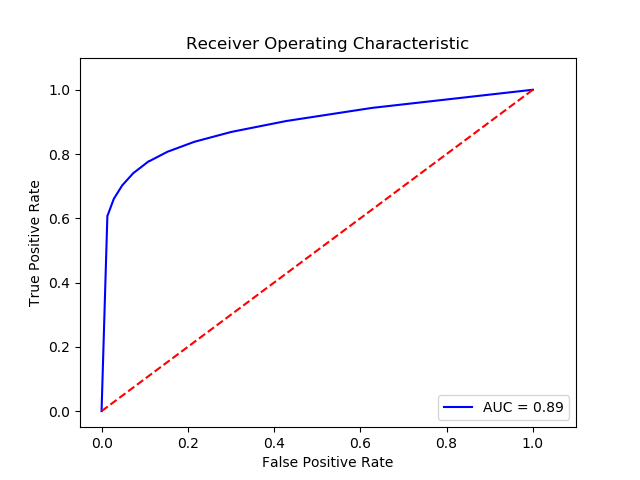 Receiver Operating Characteristic
True Positive Rate
1.0
0.8
0.6
0.4
0.2
0.0
AUC = 0.89
0.0 0.2 0.4 0.6 0.8 1.0
False Positive Rate